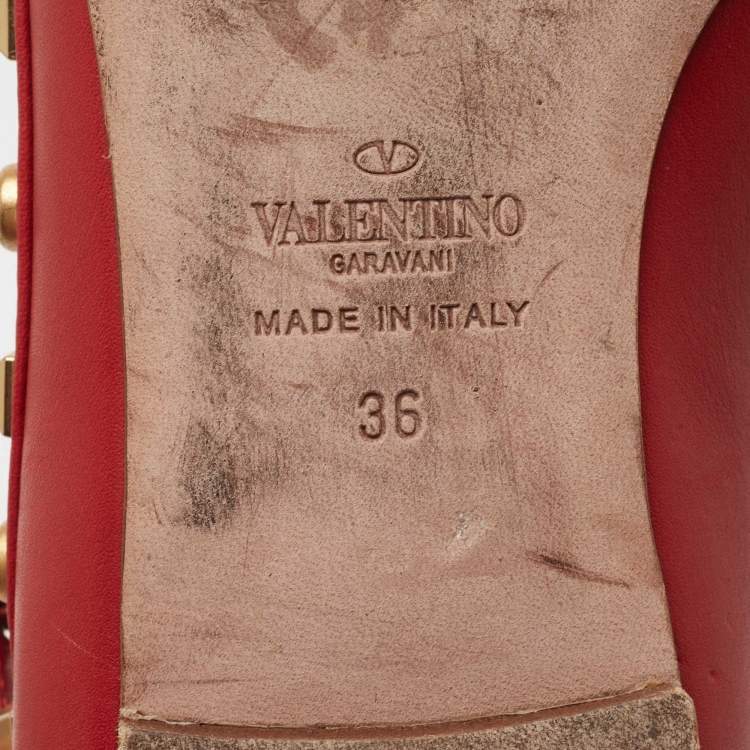 V
VALENTINO
GARAVANI
MADE IN ITALY
36